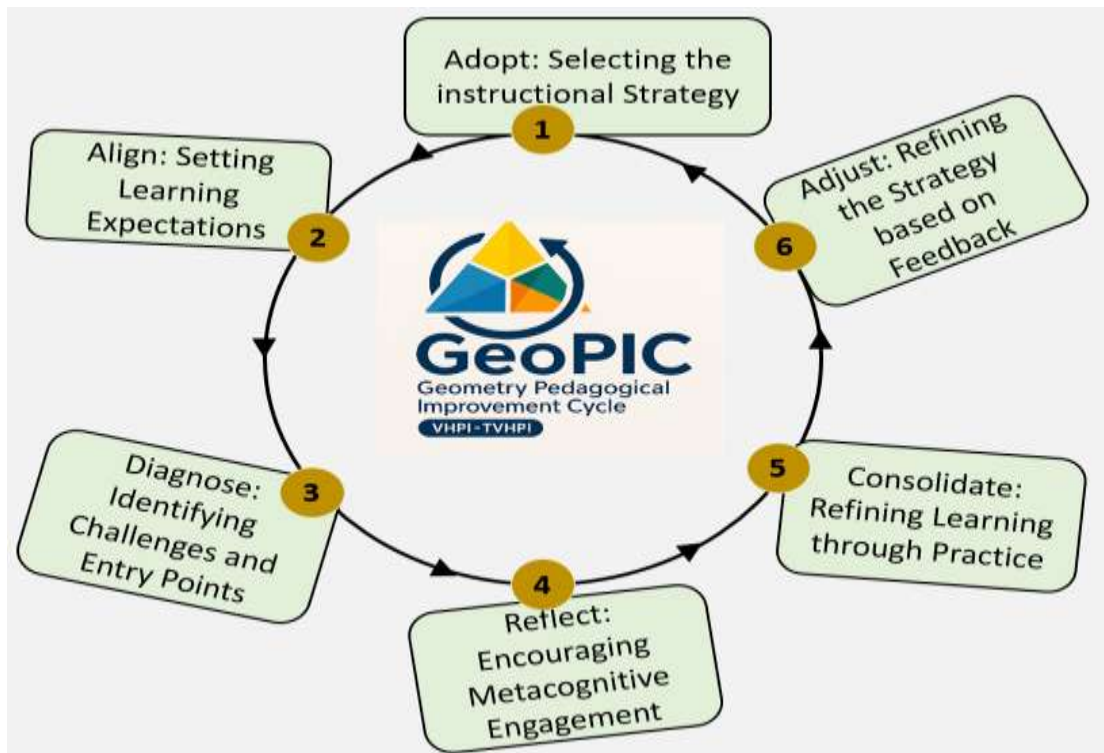 1
Adopt: Selecting the
instructional Strategy
2
Align: Setting
Learning
Expectations
3
Diagnose:
Identifying
Challenges and
Entry Points
4
Reflect:
Encouraging
Metacognitive
Engagement
5
Consolidate:
Refining Learning
through Practice
6
Adjust: Refining
the Strategy
based on
Feedback
GeoPIC
Geometry Pedagogical
Improvement Cycle
VHPI-TVHPI